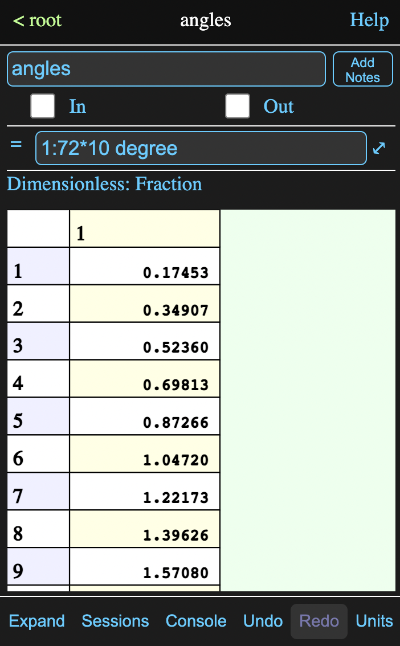 < root angles Help
angles Add Notes
In Out
= 1:72*10 degree
Dimensionless: Fraction
1
1 0.17453
2 0.34907
3 0.52360
4 0.69813
5 0.87266
6 1.04720
7 1.22173
8 1.39626
9 1.57080
Expand Sessions Console Undo Redo Units